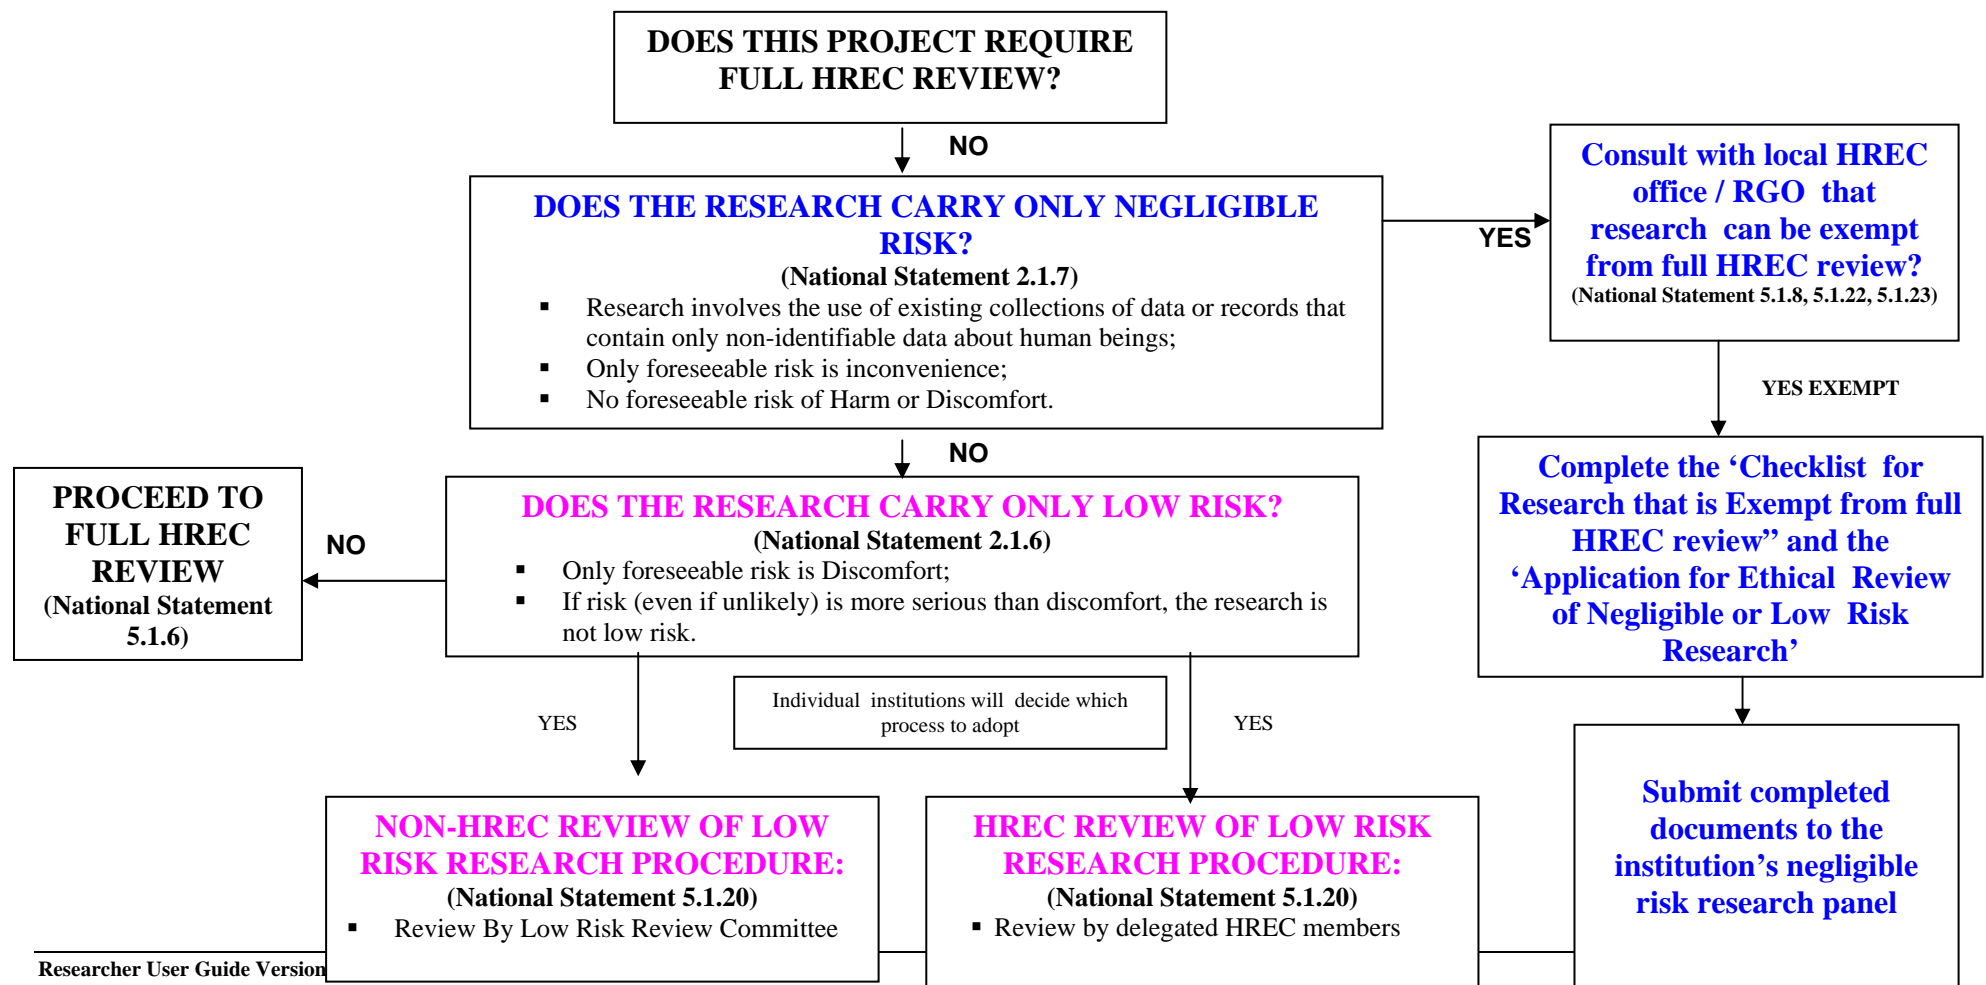 DOES THIS PROJECT REQUIRE
FULL HREC REVIEW?
NO
DOES THE RESEARCH CARRY ONLY NEGLIGIBLE
RISK?
(National Statement 2.1.7)
▪ Research involves the use of existing collections of data or records that
contain only non-identifiable data about human beings;
▪ Only foreseeable risk is inconvenience;
▪ No foreseeable risk of Harm or Discomfort.
YES
Consult with local HREC
office / RGO that
research can be exempt
from full HREC review?
(National Statement 5.1.8, 5.1.22, 5.1.23)
YES EXEMPT
Complete the ‘Checklist for
Research that is Exempt from full
HREC review” and the
‘Application for Ethical Review
of Negligible or Low Risk
Research’
Submit completed
documents to the
institution’s negligible
risk research panel
NO
DOES THE RESEARCH CARRY ONLY LOW RISK?
(National Statement 2.1.6)
▪ Only foreseeable risk is Discomfort;
▪ If risk (even if unlikely) is more serious than discomfort, the research is
not low risk.
NO
PROCEED TO
FULL HREC
REVIEW
(National Statement
5.1.6)
YES
Individual institutions will decide which
process to adopt
YES
NON-HREC REVIEW OF LOW
RISK RESEARCH PROCEDURE:
(National Statement 5.1.20)
▪ Review By Low Risk Review Committee
HREC REVIEW OF LOW RISK
RESEARCH PROCEDURE:
(National Statement 5.1.20)
▪ Review by delegated HREC members
Researcher User Guide Version